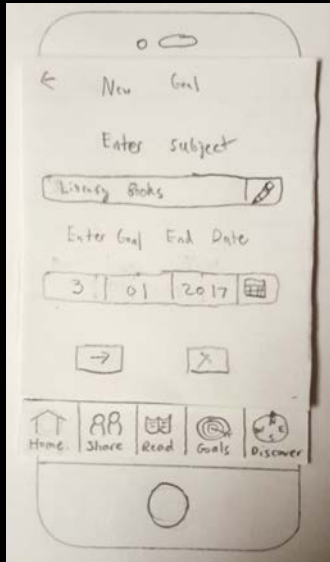 New Goal
Enter subject
Literary Books
Enter Goal End Date
3 01 2017
Home Share Read Goals Discover
N E S W